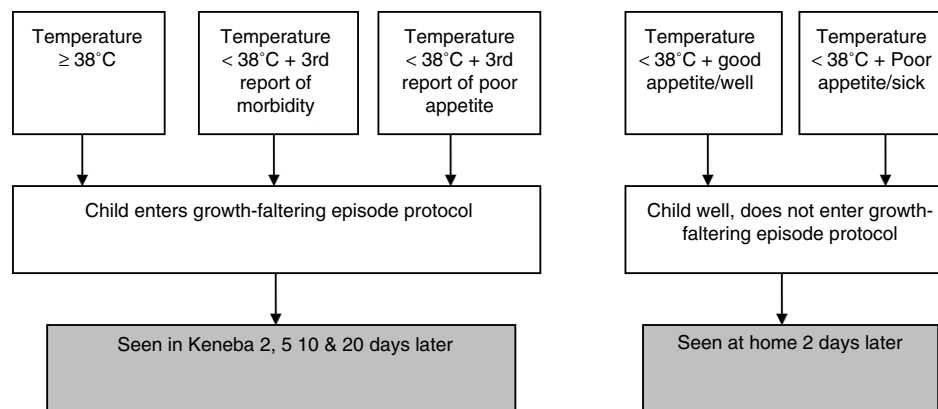 Temperature
≥ 38°C
Temperature
< 38°C + 3rd
report of
morbidity
Temperature
< 38°C + 3rd
report of poor
appetite
Temperature
< 38°C + good
appetite/well
Temperature
< 38°C + Poor
appetite/sick
Child enters growth-faltering episode protocol
Child well, does not enter growth-
faltering episode protocol
Seen in Keneba 2, 5 10 & 20 days later
Seen at home 2 days later